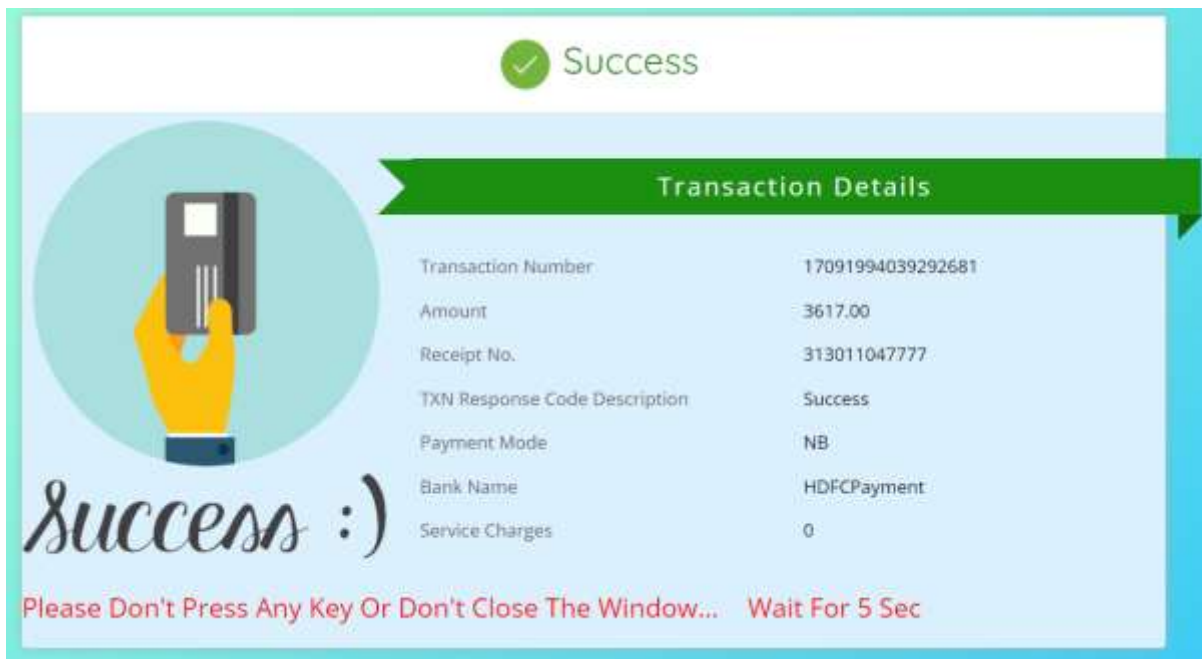 Success
Transaction Details
Transaction Number 17091994039292681
Amount 3617.00
Receipt No. 313011047777
TXN Response Code Description Success
Payment Mode NB
Bank Name HDFCPayment
Service Charges 0
Success :)
Please Don't Press Any Key Or Don't Close The Window... Wait For 5 Sec